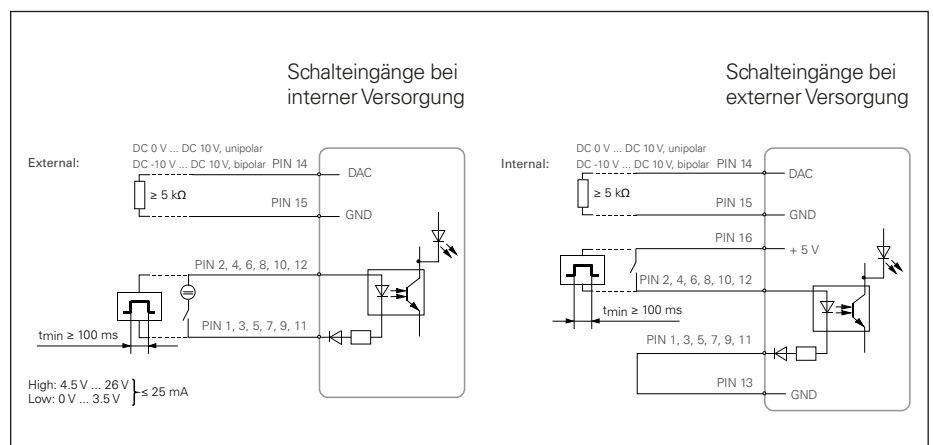 Schalteingänge bei
interner Versorgung
External:
DC 0 V ... DC 10 V, unipolar
DC -10 V ... DC 10 V, bipolar PIN 14
DAC
≥ 5 kΩ
PIN 15
GND
PIN 2, 4, 6, 8, 10, 12
PIN 1, 3, 5, 7, 9, 11
tmin ≥ 100 ms
High: 4.5 V ... 26 V
Low: 0 V ... 3.5 V
≤ 25 mA
Schalteingänge bei
externer Versorgung
Internal:
DC 0 V ... DC 10 V, unipolar
DC -10 V ... DC 10 V, bipolar PIN 14
DAC
≥ 5 kΩ
PIN 15
GND
PIN 16
+ 5 V
PIN 2, 4, 6, 8, 10, 12
tmin ≥ 100 ms
PIN 1, 3, 5, 7, 9, 11
PIN 13
GND